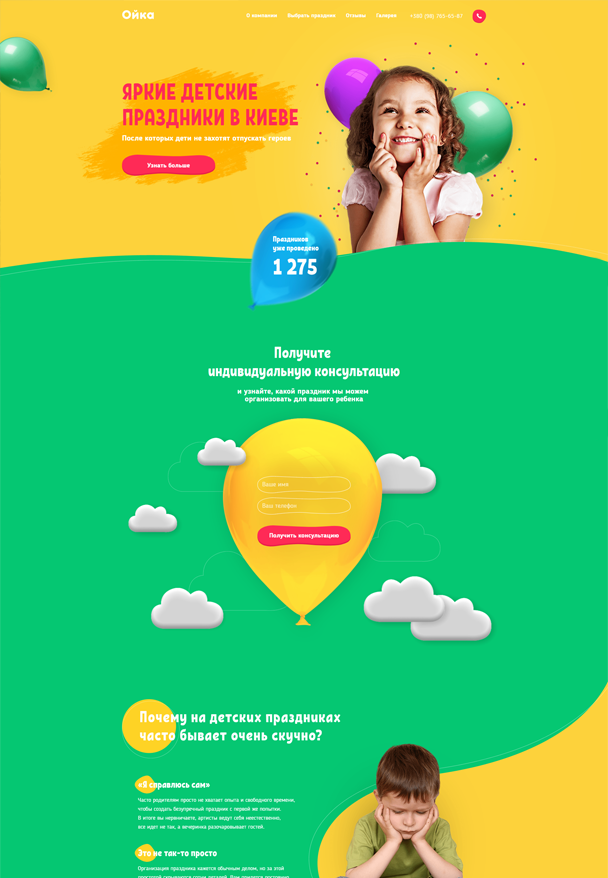 Ойка
О компании Выбрать праздник Отзывы Галерея +380 (98) 765-65-87
ЯРКИЕ ДЕТСКИЕ
ПРАЗДНИКИ В КИЕВЕ
После которых дети не захотят отпускать героев
Узнать больше
Праздников
уже проведено
1 275
Получите
индивидуальную консультацию
и узнайте, какой праздник мы можем
организовать для вашего ребенка
Ваше имя
Ваш телефон
Получить консультацию
Почему на детских праздниках
часто бывает очень скучно?
«Я справлюсь сам»
Часто родителям просто не хватает опыта и свободного времени,
чтобы создать безупречный праздник с первой же попытки.
В итоге вы нервничаете, артисты ведут себя неестественно,
все идет не так, а вечеринка разочаровывает гостей.
Это не так-то просто
Организация праздника кажется обычным делом, но за этой